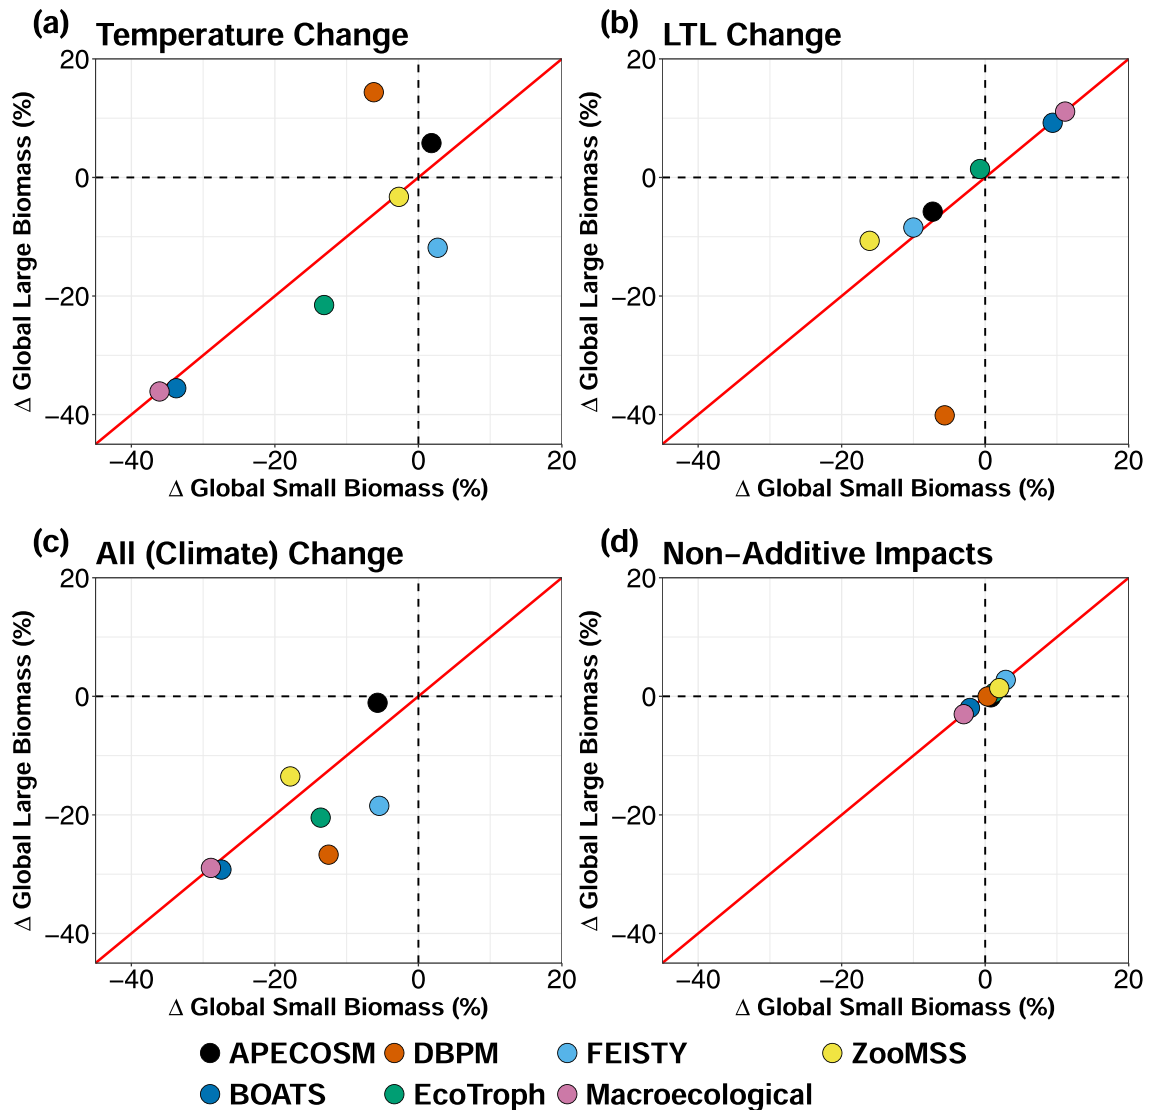 (a) Temperature Change
20
0
−20
−40
−40 −20 0 20
Δ Global Large Biomass (%)
Δ Global Small Biomass (%)
(b) LTL Change
20
0
−20
−40
−40 −20 0 20
Δ Global Large Biomass (%)
Δ Global Small Biomass (%)
(c) All (Climate) Change
20
0
−20
−40
−40 −20 0 20
Δ Global Large Biomass (%)
Δ Global Small Biomass (%)
(d) Non−Additive Impacts
20
0
−20
−40
−40 −20 0 20
Δ Global Large Biomass (%)
Δ Global Small Biomass (%)
APECOSM DBPM FEISTY ZooMSS
BOATS EcoTroph Macroecological